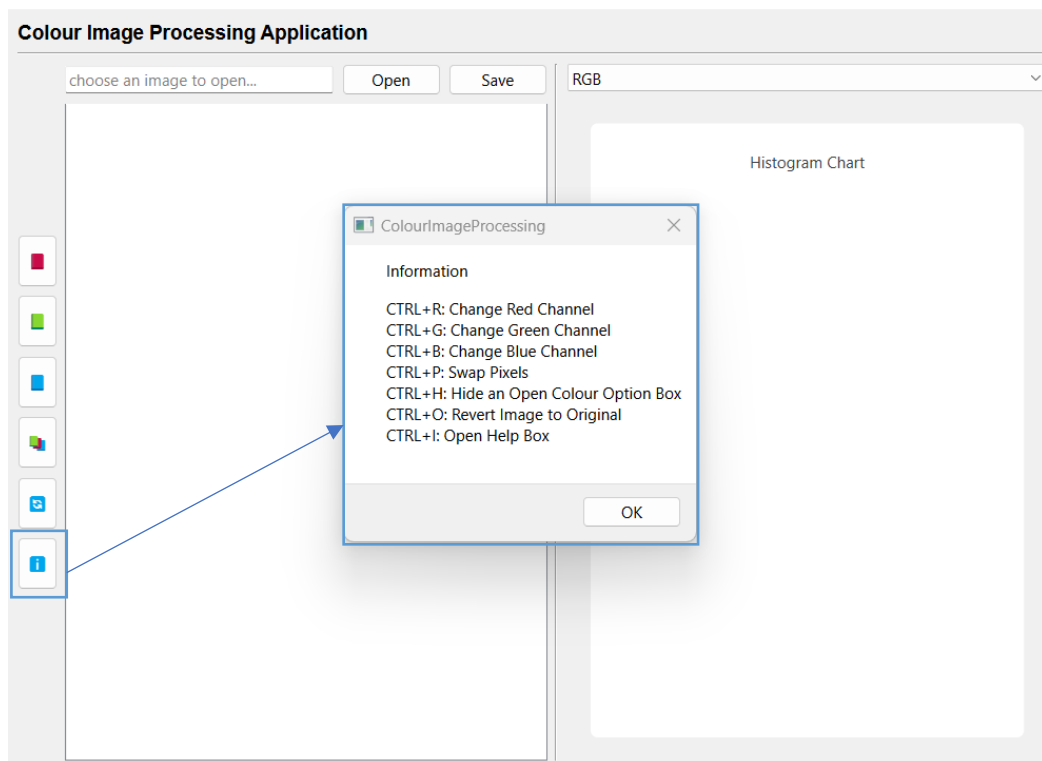 Colour Image Processing Application
choose an image to open...
Open
Save
RGB
Histogram Chart
ColourImageProcessing
Information
CTRL+R: Change Red Channel
CTRL+G: Change Green Channel
CTRL+B: Change Blue Channel
CTRL+P: Swap Pixels
CTRL+H: Hide an Open Colour Option Box
CTRL+O: Revert Image to Original
CTRL+I: Open Help Box
OK
i